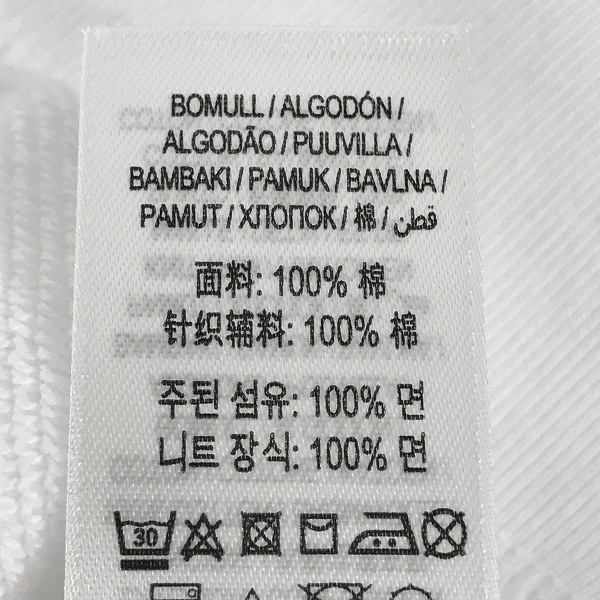 BOMULL / ALGODÓN /
ALGODÃO / PUUVILLA /
BAMBAKI / PAMUK / BAVLNA /
PAMUT / ХЛОПОК / 棉 / قطن
面料: 100% 棉
针织辅料: 100% 棉
주된 섬유: 100% 면
니트 장식: 100% 면
30